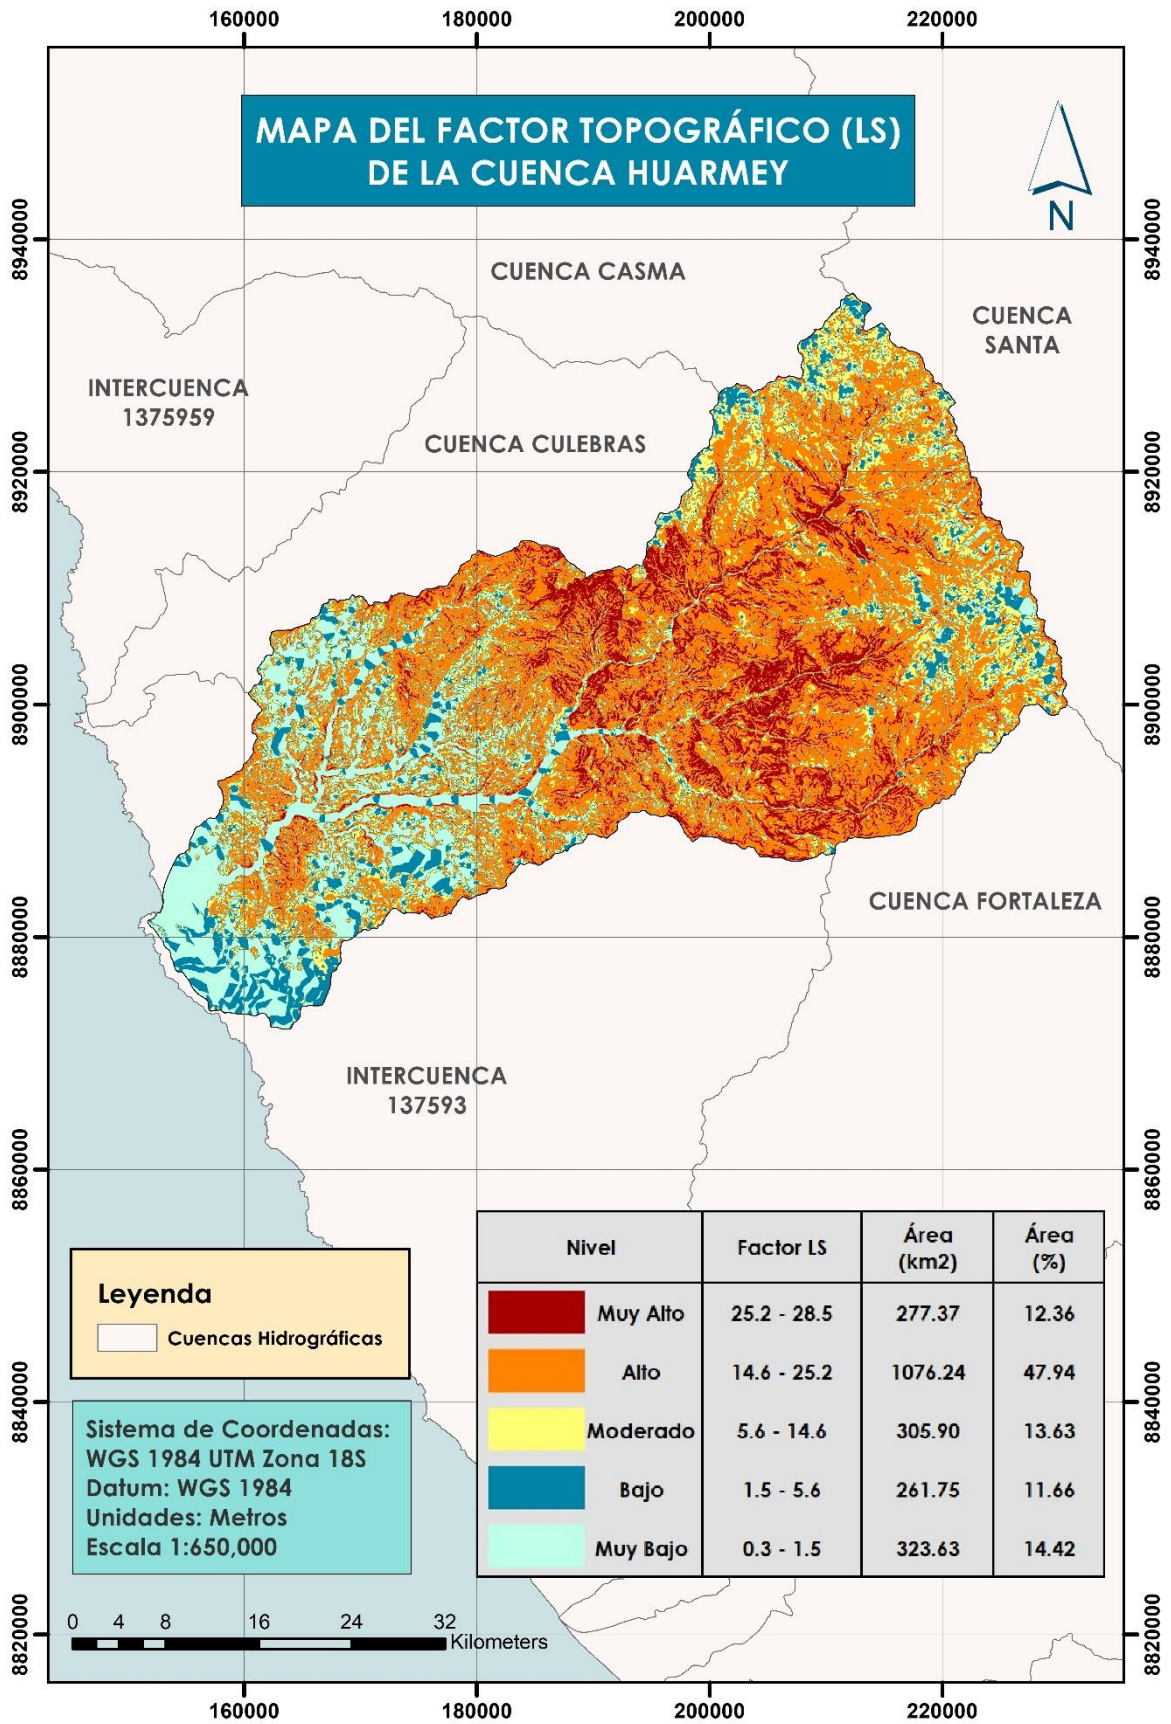 160000 180000 200000 220000
MAPA DEL FACTOR TOPOGRÁFICO (LS)
DE LA CUENCA HUARMEY
N
8940000 8940000
CUENCA CASMA
CUENCA
SANTA
INTERCUENCA
1375959
CUENCA CULEBRAS
8920000 8920000
8900000 8900000
CUENCA FORTALEZA
8880000 8880000
INTERCUENCA
137593
8860000 8860000
Nivel Factor LS Área (km2) Área (%)
Muy Alto 25.2 - 28.5 277.37 12.36
Alto 14.6 - 25.2 1076.24 47.94
Moderado 5.6 - 14.6 305.90 13.63
Bajo 1.5 - 5.6 261.75 11.66
Muy Bajo 0.3 - 1.5 323.63 14.42
Leyenda
Cuencas Hidrográficas
8840000 8840000
Sistema de Coordenadas:
WGS 1984 UTM Zona 18S
Datum: WGS 1984
Unidades: Metros
Escala 1:650,000
0 4 8 16 24 32
Kilometers
8820000 8820000
160000 180000 200000 220000